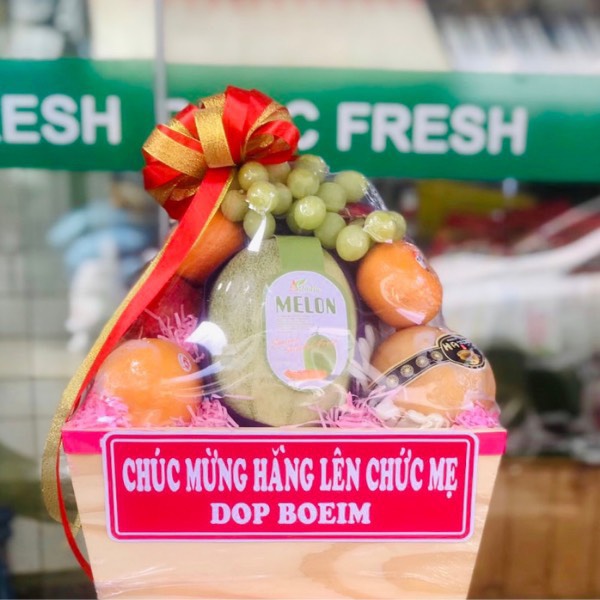 ESH
C FRESH
MELON
CHÚC MỪNG HẰNG LÊN CHỨC MẸ
DOP BOEIM